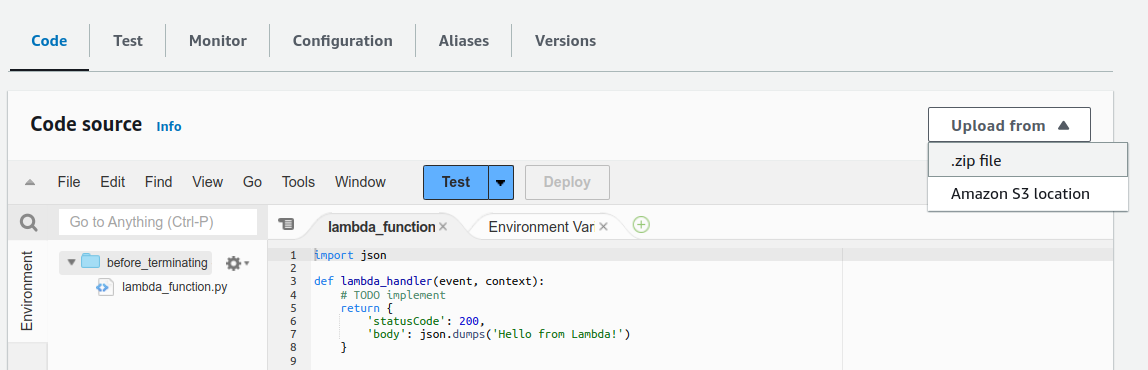 Code Test Monitor Configuration Aliases Versions
Code source Info
Upload from
.zip file
Amazon S3 location
File Edit Find View Go Tools Window Test Deploy
Go to Anything (Ctrl-P)
lambda_function Environment Var
Environment
before_terminating
lambda_function.py
1 import json
2
3 def lambda_handler(event, context):
4     # TODO implement
5     return {
6         'statusCode': 200,
7         'body': json.dumps('Hello from Lambda!')
8     }
9